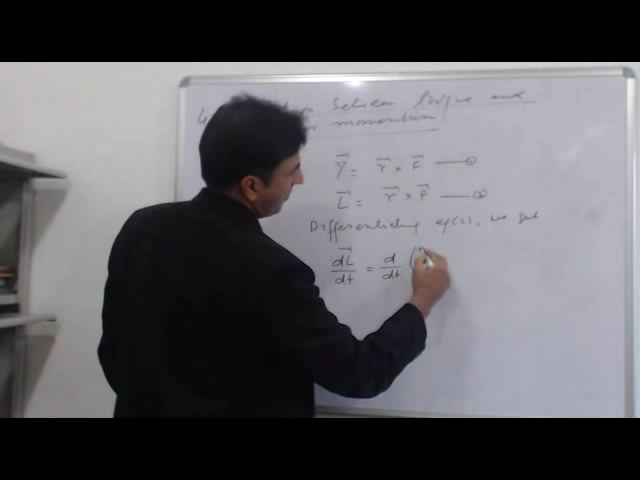 between torque and
momentum
τ⃗ = r⃗ × F⃗ —— ①
L⃗ = r⃗ × P⃗ —— ②
Differentiating eq(2), we get
dL⃗/dt = d/dt (